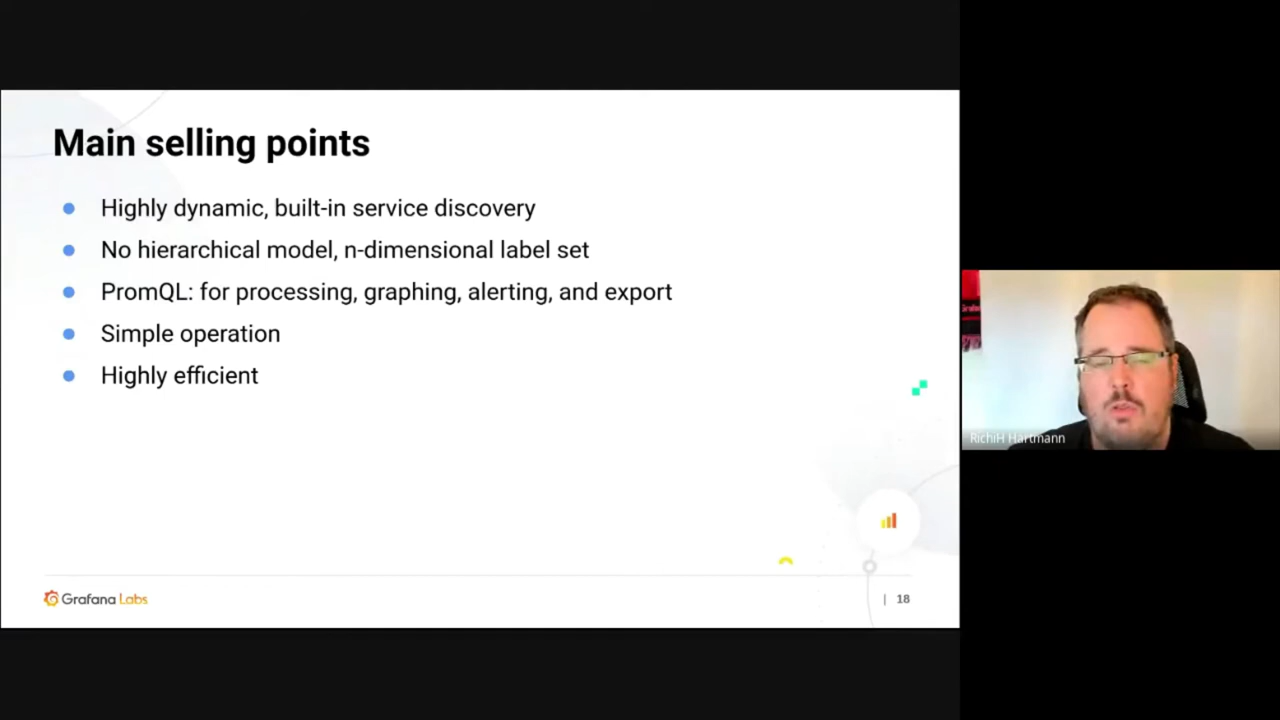 Main selling points
Highly dynamic, built-in service discovery
No hierarchical model, n-dimensional label set
PromQL: for processing, graphing, alerting, and export
Simple operation
Highly efficient
Grafana Labs
| 18
RichiH Hartmann